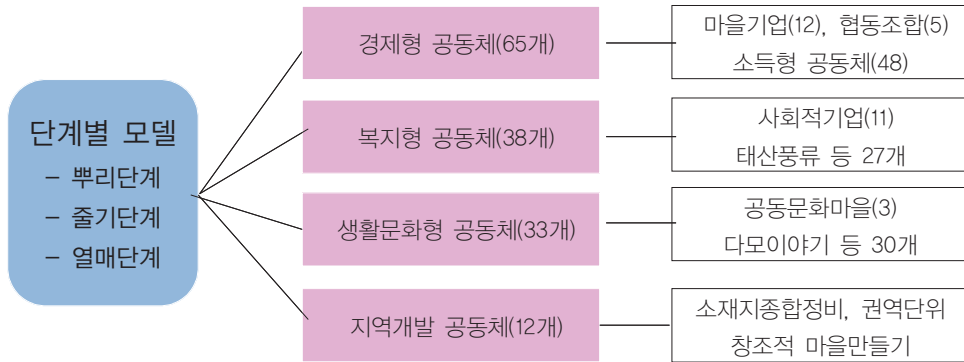 단계별 모델
- 뿌리단계
- 줄기단계
- 열매단계
경제형 공동체(65개)
마을기업(12), 협동조합(5)
소득형 공동체(48)
복지형 공동체(38개)
사회적기업(11)
태산풍류 등 27개
생활문화형 공동체(33개)
공동문화마을(3)
다모이야기 등 30개
지역개발 공동체(12개)
소재지종합정비, 권역단위
창조적 마을만들기